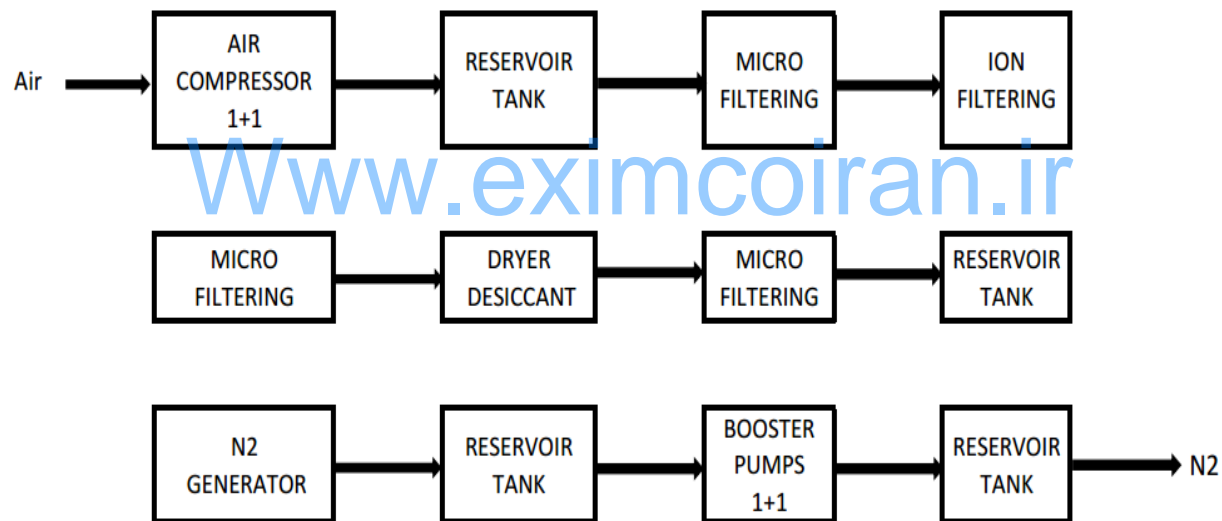 Air
AIR
COMPRESSOR
1+1
RESERVOIR
TANK
MICRO
FILTERING
ION
FILTERING
Www.eximcoiran.ir
MICRO
FILTERING
DRYER
DESICCANT
MICRO
FILTERING
RESERVOIR
TANK
N2
GENERATOR
RESERVOIR
TANK
BOOSTER
PUMPS
1+1
RESERVOIR
TANK
N2